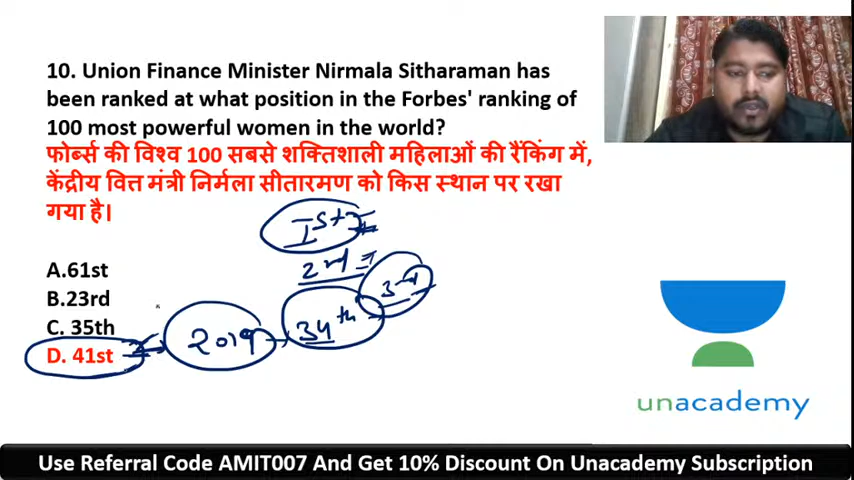 10. Union Finance Minister Nirmala Sitharaman has
been ranked at what position in the Forbes' ranking of
100 most powerful women in the world?
फोर्ब्स की विश्व 100 सबसे शक्तिशाली महिलाओं की रैंकिंग में,
केंद्रीय वित्त मंत्री निर्मला सीतारमण को किस स्थान पर रखा
गया है।
Ist
2nd
3rd
A.61st
B.23rd
C. 35th
D. 41st
2019
34th
unacademy
Use Referral Code AMIT007 And Get 10% Discount On Unacademy Subscription